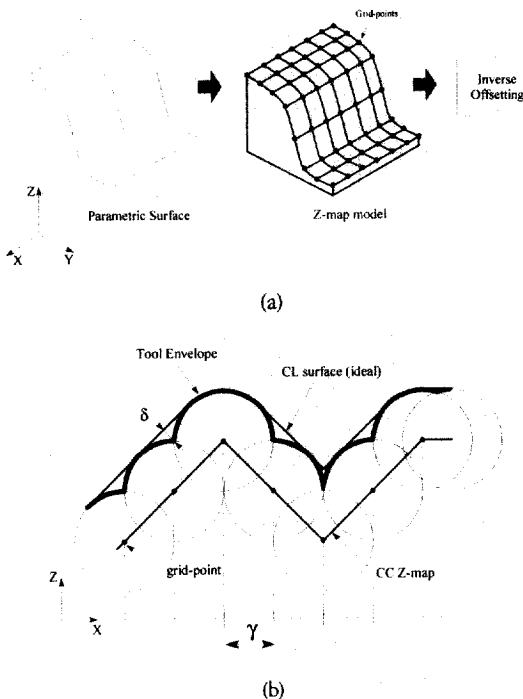 Grid-points
Inverse
Offsetting
Z
Parametric Surface
Z-map model
X
Y
(a)
Tool Envelope
CL surface (ideal)
δ
grid-point
CC Z-map
Z
X
γ
(b)